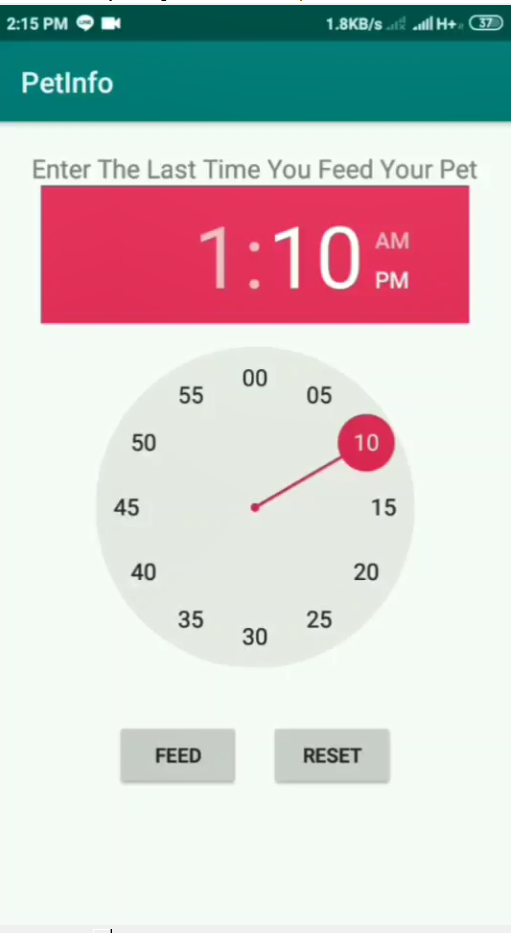 2:15 PM 1.8KB/s H+ 37
PetInfo
Enter The Last Time You Feed Your Pet
1:10 AM
PM
00
55 05
50 10
45 15
40 20
35 25
30
FEED RESET